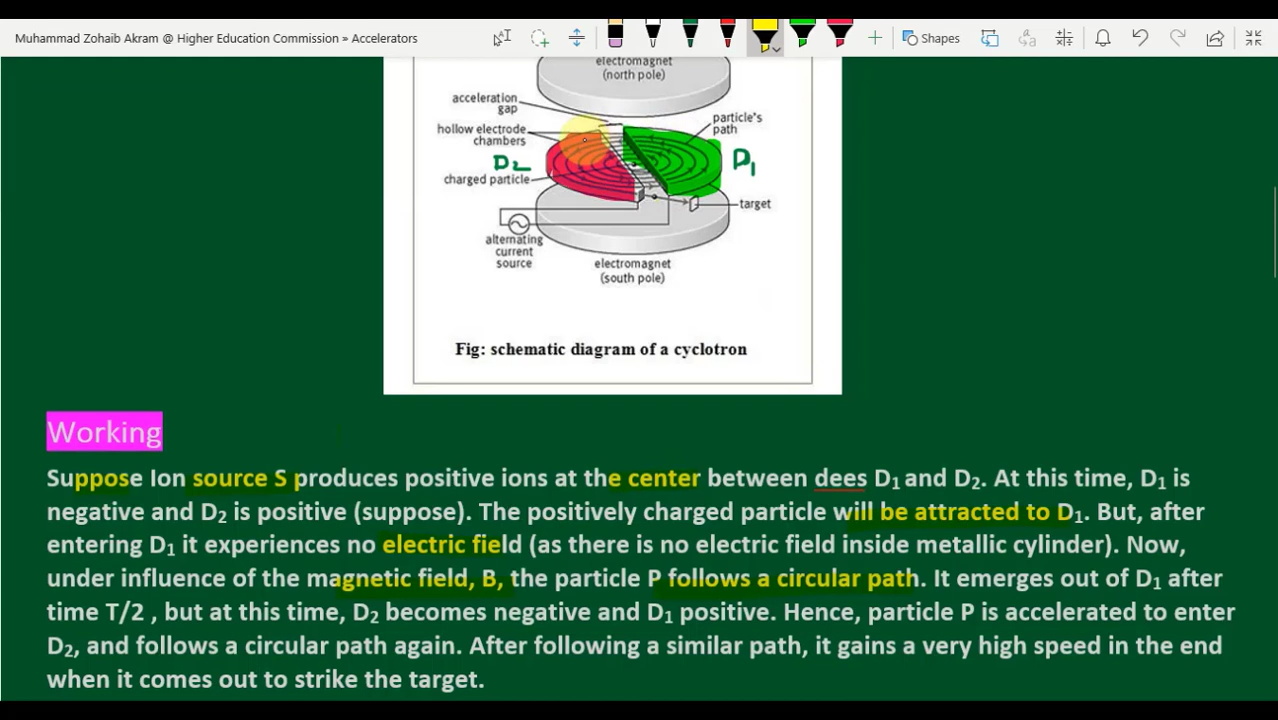 Muhammad Zohaib Akram @ Higher Education Commission » Accelerators
Shapes
electromagnet
(north pole)
acceleration
gap
particle's
path
hollow electrode
chambers
D2
D1
charged particle
target
alternating
current
source
electromagnet
(south pole)
Fig: schematic diagram of a cyclotron
Working
Suppose Ion source S produces positive ions at the center between dees D1 and D2. At this time, D1 is
negative and D2 is positive (suppose). The positively charged particle will be attracted to D1. But, after
entering D1 it experiences no electric field (as there is no electric field inside metallic cylinder). Now,
under influence of the magnetic field, B, the particle P follows a circular path. It emerges out of D1 after
time T/2 , but at this time, D2 becomes negative and D1 positive. Hence, particle P is accelerated to enter
D2, and follows a circular path again. After following a similar path, it gains a very high speed in the end
when it comes out to strike the target.